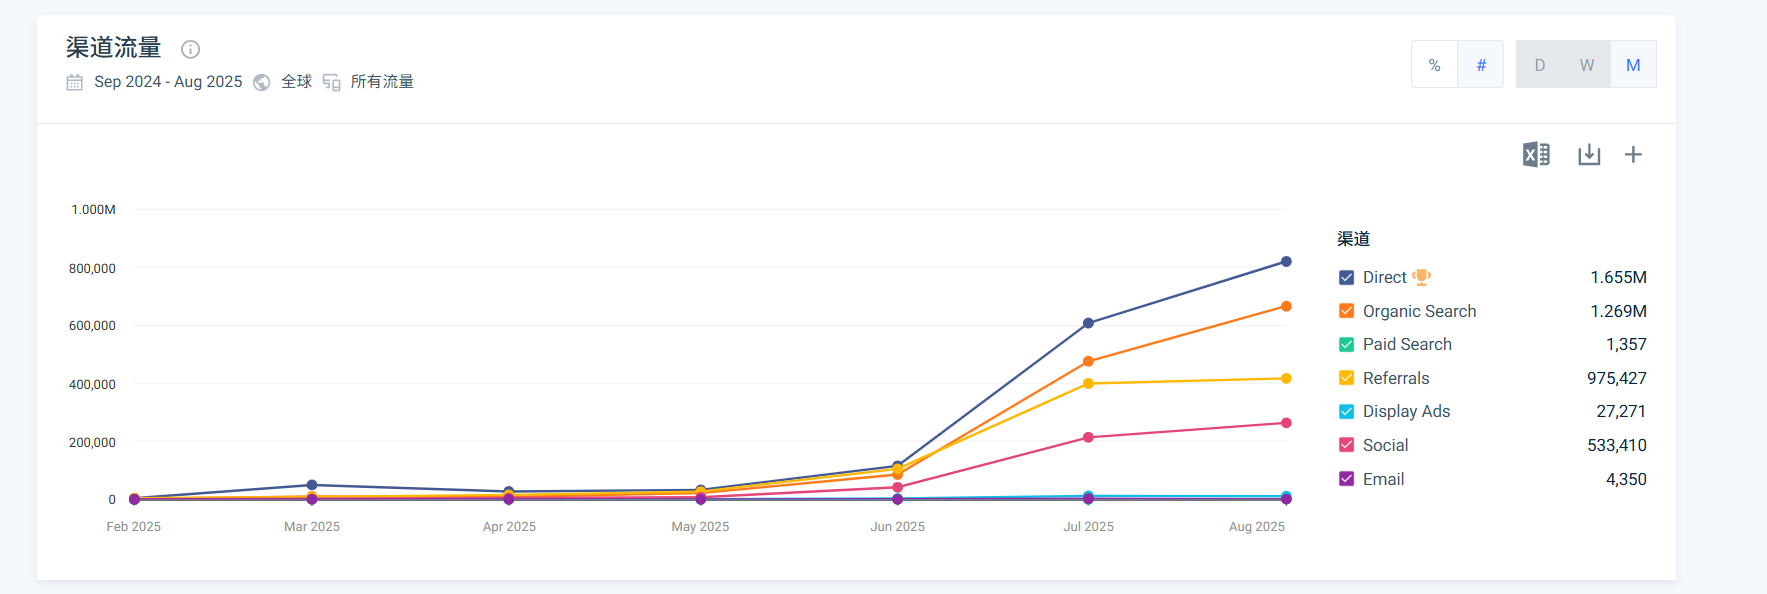 渠道流量
Sep 2024 - Aug 2025 全球 所有流量
% # D W M
1.000M
800,000
600,000
400,000
200,000
0
Feb 2025 Mar 2025 Apr 2025 May 2025 Jun 2025 Jul 2025 Aug 2025
渠道
Direct 1.655M
Organic Search 1.269M
Paid Search 1,357
Referrals 975,427
Display Ads 27,271
Social 533,410
Email 4,350